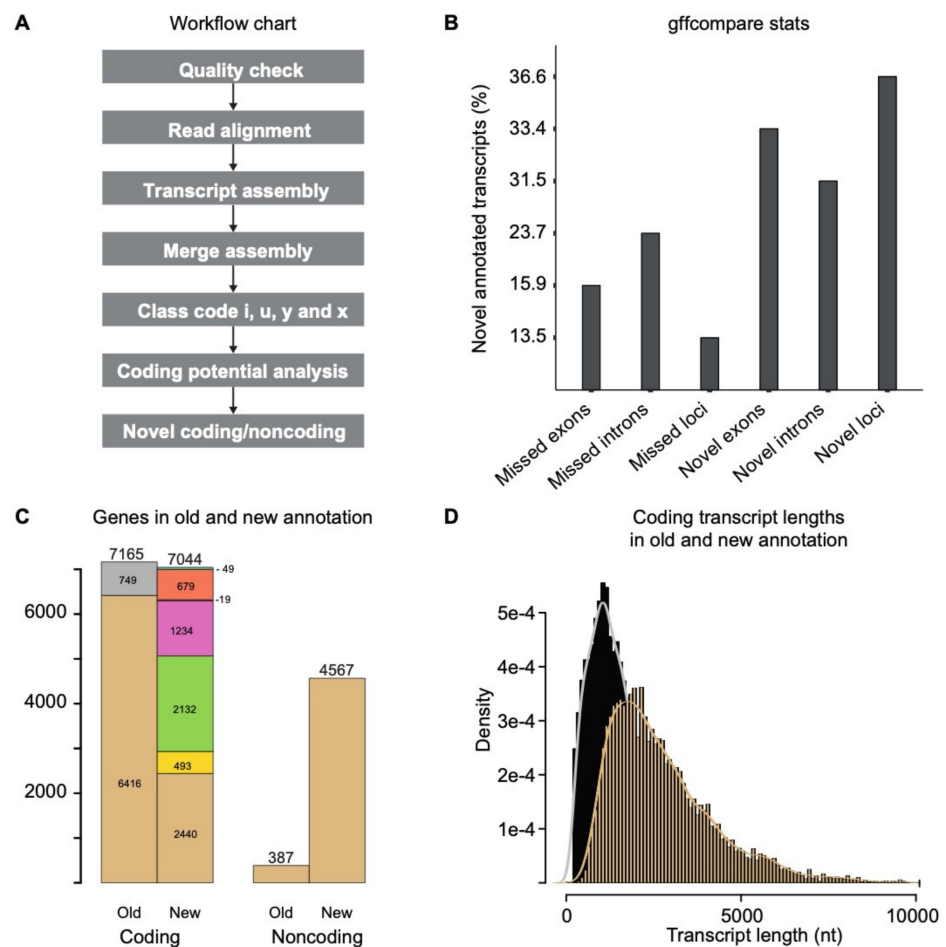 A
Workflow chart
Quality check
Read alignment
Transcript assembly
Merge assembly
Class code i, u, y and x
Coding potential analysis
Novel coding/noncoding
B
gffcompare stats
Novel annotated transcripts (%)
36.6
33.4
31.5
23.7
15.9
13.5
Missed exons
Missed introns
Missed loci
Novel exons
Novel introns
Novel loci
C
Genes in old and new annotation
7165
7044
749
- 49
679
-19
1234
2132
493
6416
2440
387
4567
6000
4000
2000
Old
New
Old
New
Coding
Noncoding
D
Coding transcript lengths
in old and new annotation
Density
5e-4
4e-4
3e-4
2e-4
1e-4
0
5000
10000
Transcript length (nt)